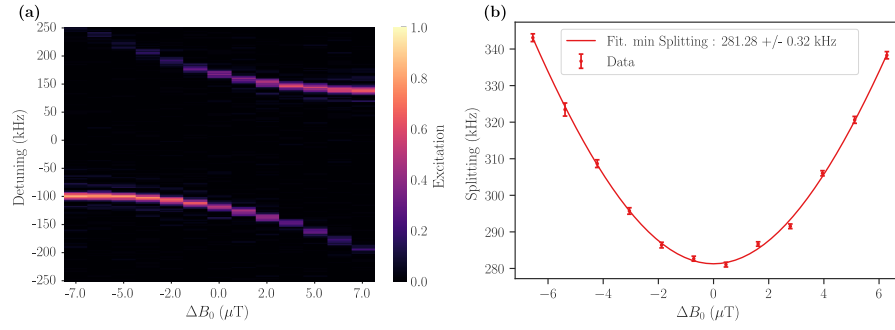 (a)
250
200
150
100
50
0
-50
-100
-150
-200
-250
Detuning (kHz)
-7.0 -5.0 -3.0 0.0 2.0 5.0 7.0
ΔB₀ (μT)
1.0
0.8
0.6
0.4
0.2
0.0
Excitation
(b)
Fit. min Splitting : 281.28 +/- 0.32 kHz
Data
340
330
320
310
300
290
280
Splitting (kHz)
−6 −4 −2 0 2 4 6
ΔB₀ (μT)